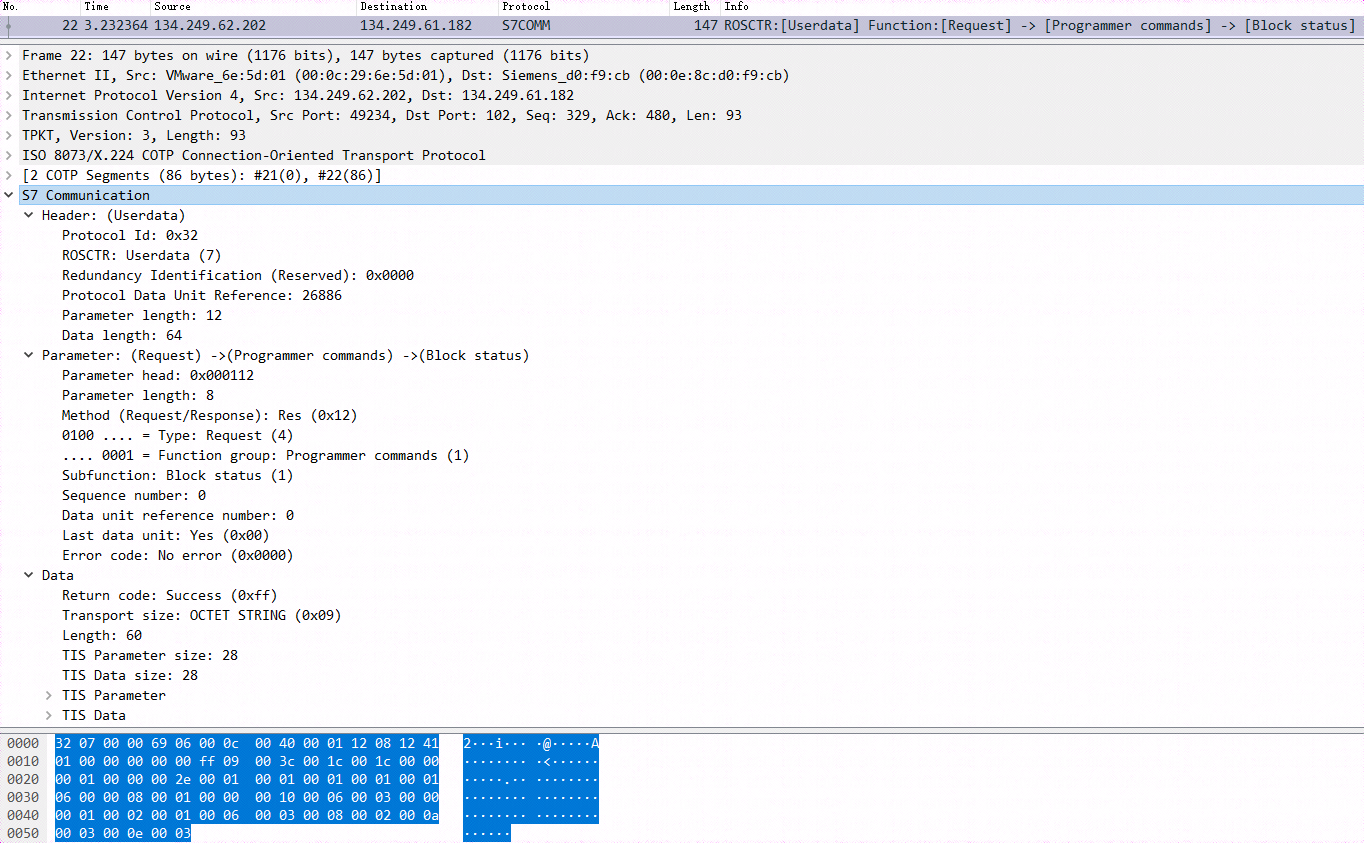 No. Time Source Destination Protocol Length Info
22 3.232364 134.249.62.202 134.249.61.182 S7COMM 147 ROSCTR:[Userdata] Function:[Request] -> [Programmer commands] -> [Block status]
Frame 22: 147 bytes on wire (1176 bits), 147 bytes captured (1176 bits)
Ethernet II, Src: VMware_6e:5d:01 (00:0c:29:6e:5d:01), Dst: Siemens_d0:f9:cb (00:0e:8c:d0:f9:cb)
Internet Protocol Version 4, Src: 134.249.62.202, Dst: 134.249.61.182
Transmission Control Protocol, Src Port: 49234, Dst Port: 102, Seq: 329, Ack: 480, Len: 93
TPKT, Version: 3, Length: 93
ISO 8073/X.224 COTP Connection-Oriented Transport Protocol
[2 COTP Segments (86 bytes): #21(0), #22(86)]
S7 Communication
Header: (Userdata)
Protocol Id: 0x32
ROSCTR: Userdata (7)
Redundancy Identification (Reserved): 0x0000
Protocol Data Unit Reference: 26886
Parameter length: 12
Data length: 64
Parameter: (Request) ->(Programmer commands) ->(Block status)
Parameter head: 0x000112
Parameter length: 8
Method (Request/Response): Res (0x12)
0100 .... = Type: Request (4)
.... 0001 = Function group: Programmer commands (1)
Subfunction: Block status (1)
Sequence number: 0
Data unit reference number: 0
Last data unit: Yes (0x00)
Error code: No error (0x0000)
Data
Return code: Success (0xff)
Transport size: OCTET STRING (0x09)
Length: 60
TIS Parameter size: 28
TIS Data size: 28
TIS Parameter
TIS Data
0000 32 07 00 00 69 06 00 0c 00 40 00 01 12 08 12 41 2···i··· ·@·····A
0010 01 00 00 00 00 00 ff 09 00 3c 00 1c 00 1c 00 00 ········ ·<······
0020 00 01 00 00 00 2e 00 01 00 01 00 01 00 01 00 01 ·····.·· ········
0030 06 00 00 08 00 01 00 00 00 10 00 06 00 03 00 00 ········ ········
0040 00 01 00 02 00 01 00 06 00 03 00 08 00 02 00 0a ········ ········
0050 00 03 00 0e 00 03 ······